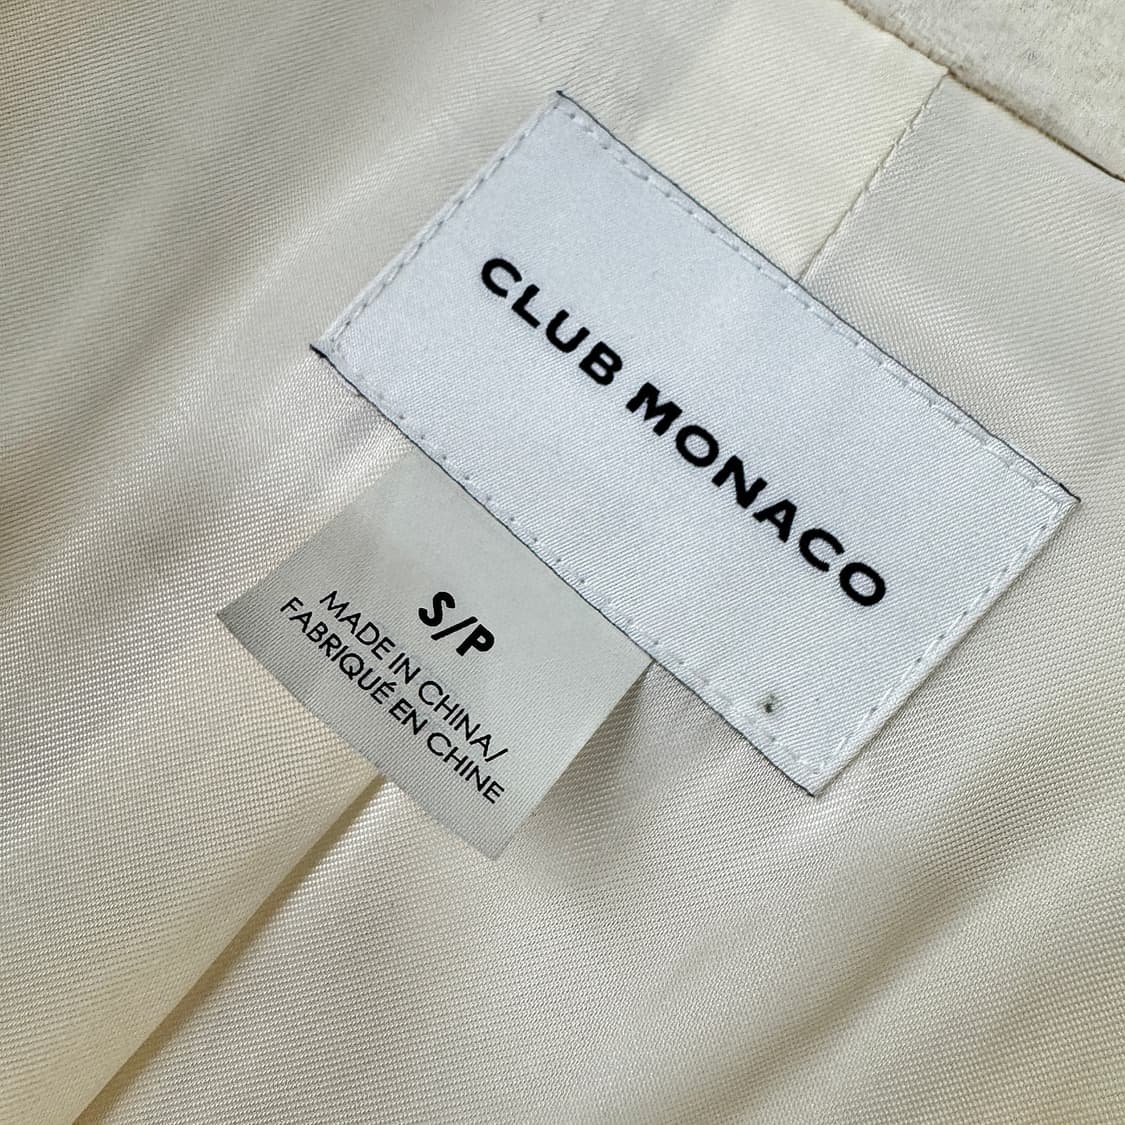 CLUB MONACO
S/P
MADE IN CHINA/
FABRIQUÉ EN CHINE